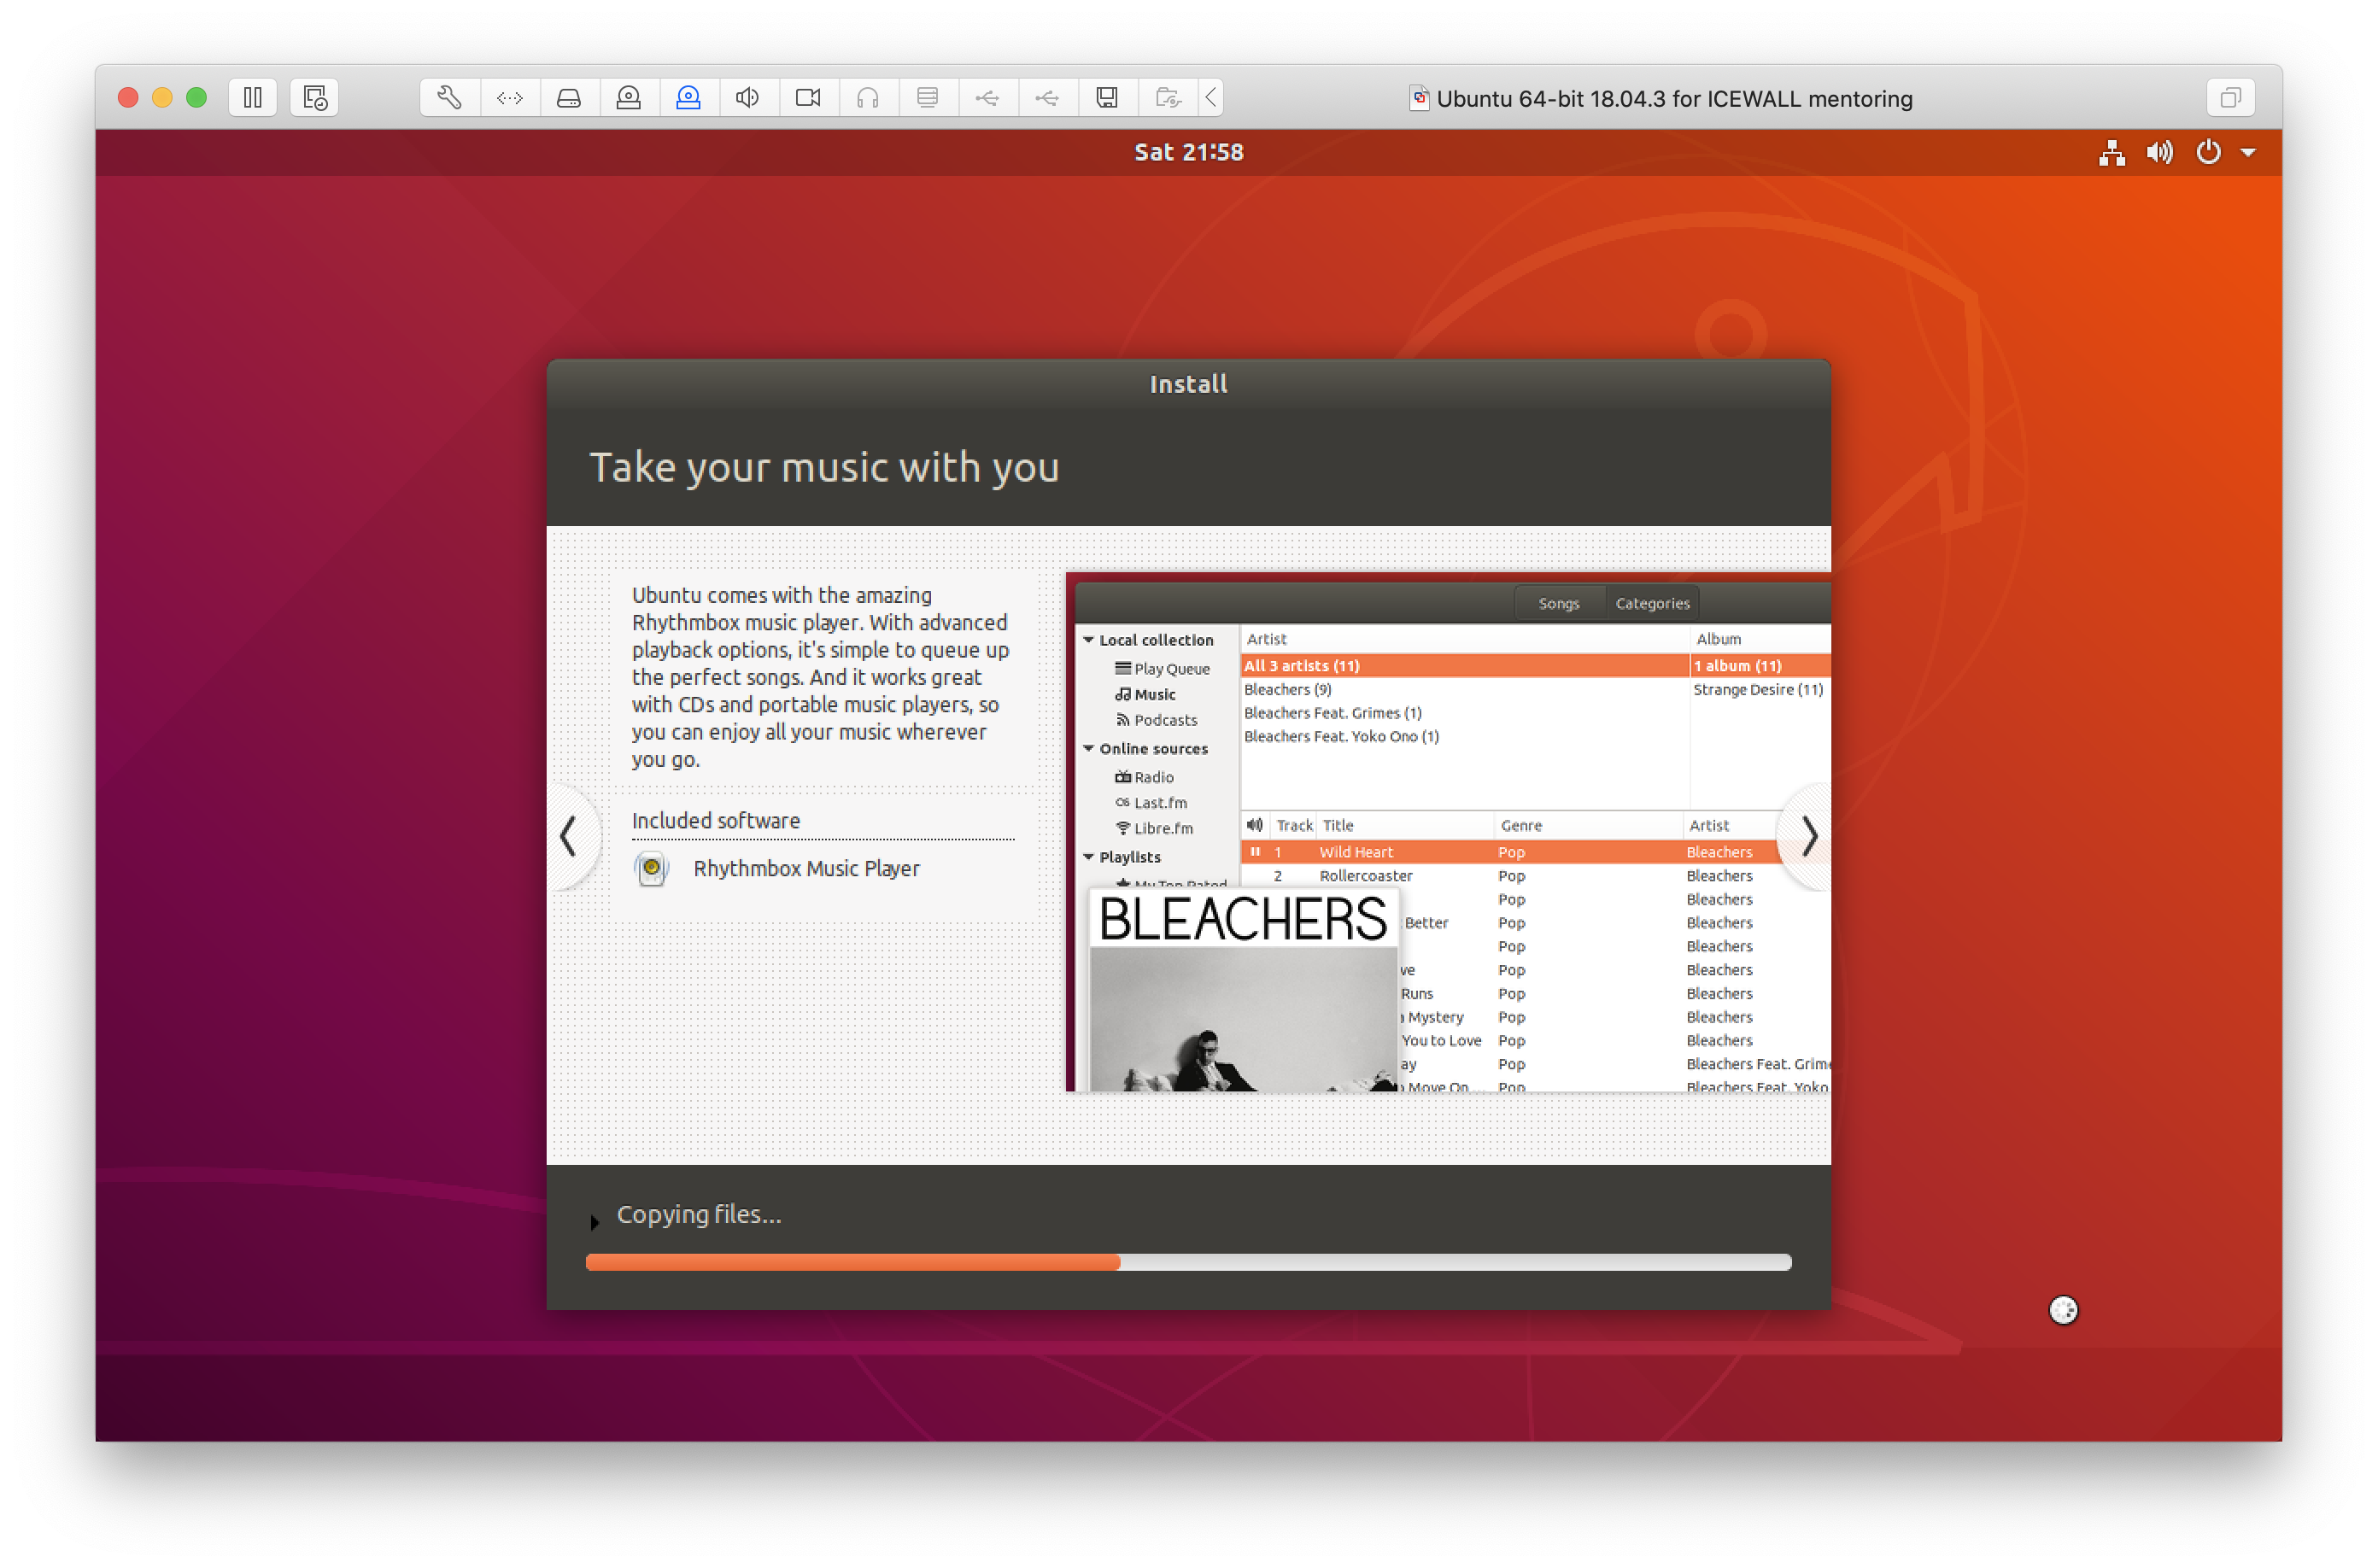 Ubuntu 64-bit 18.04.3 for ICEWALL mentoring
Sat 21:58
Install
Take your music with you
Ubuntu comes with the amazing
Rhythmbox music player. With advanced
playback options, it's simple to queue up
the perfect songs. And it works great
with CDs and portable music players, so
you can enjoy all your music wherever
you go.
Included software
Rhythmbox Music Player
Songs Categories
Local collection
Play Queue
Music
Podcasts
Online sources
Radio
Last.fm
Libre.fm
Playlists
My Top Rated
Artist Album
All 3 artists (11) 1 album (11)
Bleachers (9) Strange Desire (11)
Bleachers Feat. Grimes (1)
Bleachers Feat. Yoko Ono (1)
Track Title Genre Artist
1 Wild Heart Pop Bleachers
2 Rollercoaster Pop Bleachers
Pop Bleachers
Better Pop Bleachers
Pop Bleachers
ve Pop Bleachers
Runs Pop Bleachers
a Mystery Pop Bleachers
You to Love Pop Bleachers
ay Pop Bleachers Feat. Grime
o Move On... Pop Bleachers Feat. Yoko
BLEACHERS
Copying files...